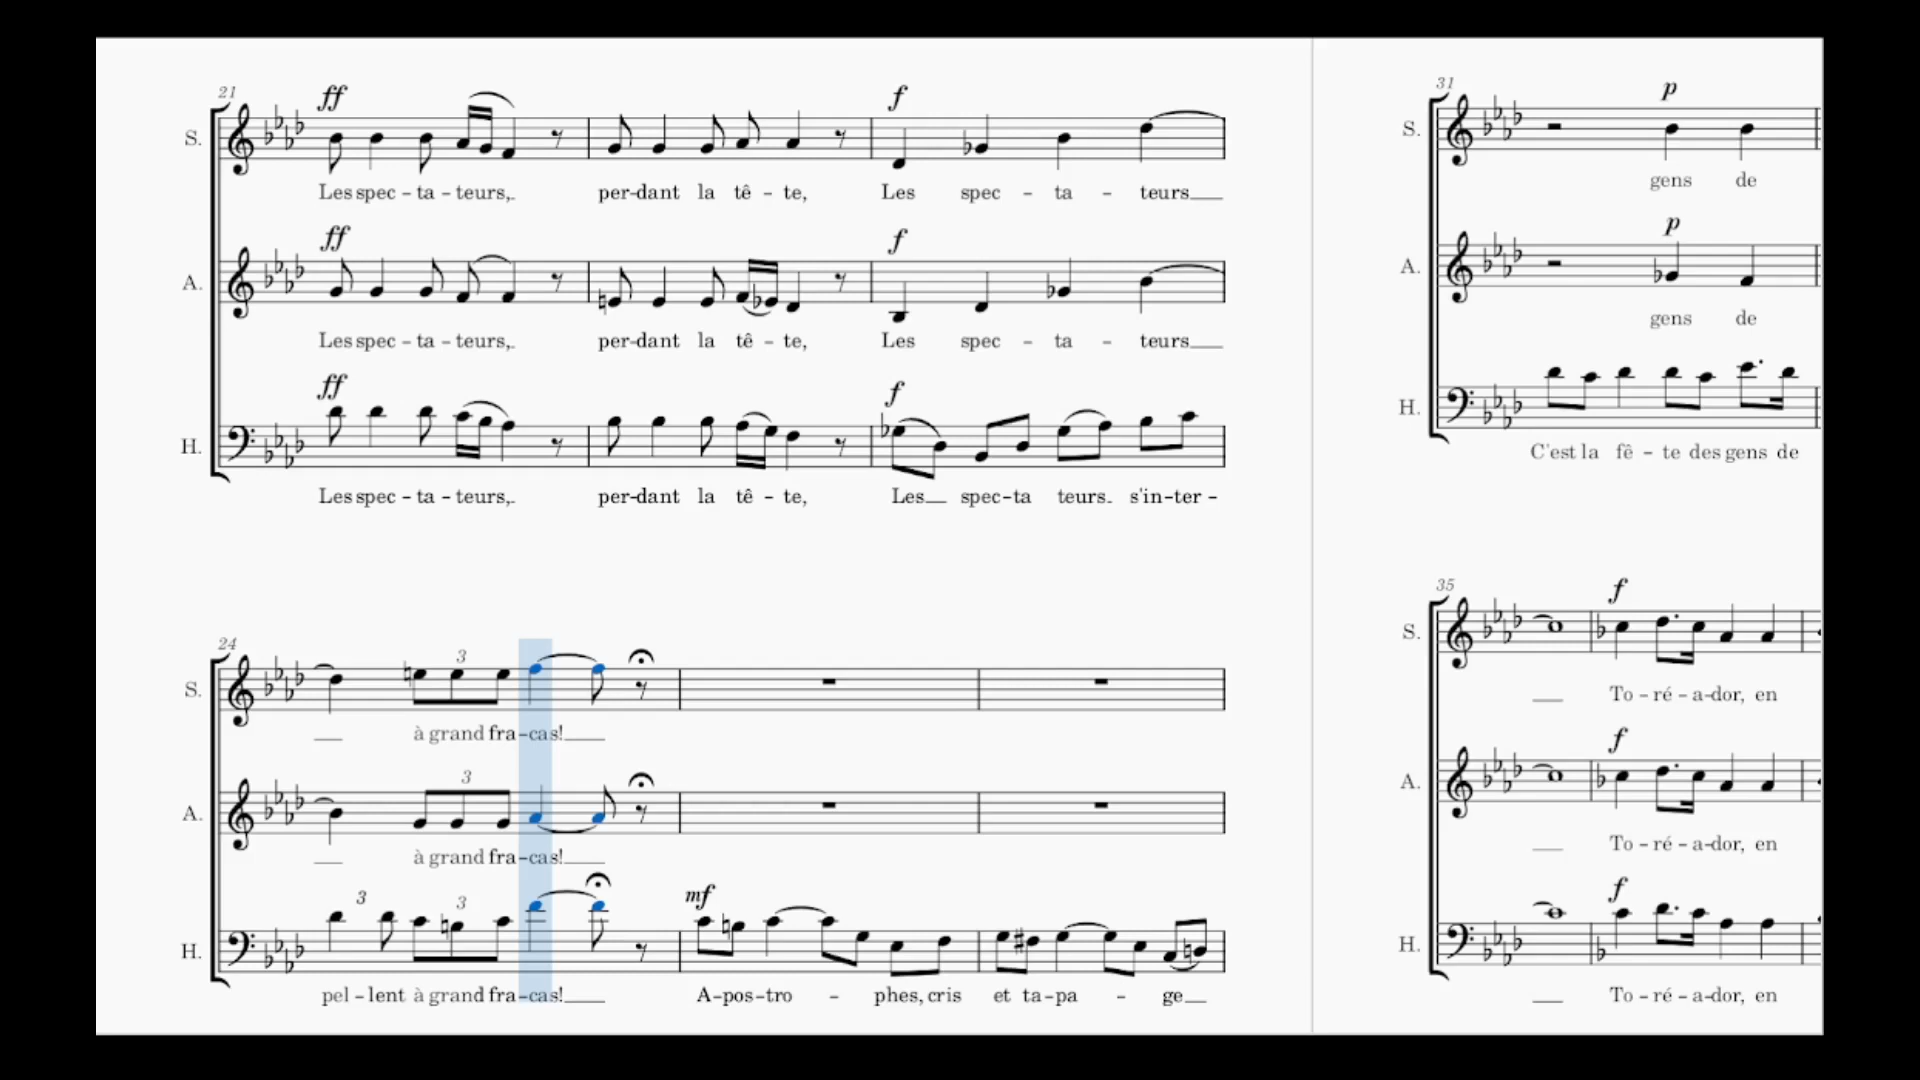 21
ff ff f
S.
Les spec - ta - teurs, per-dant la tê - te, Les spec - ta - teurs
ff f
A.
Les spec - ta - teurs, per-dant la tê - te, Les spec - ta - teurs
ff f
H.
Les spec - ta - teurs, per-dant la tê - te, Les spec-ta teurs s'in-ter -
24
3
S.
à grand fra-cas!
3
A.
à grand fra-cas!
3 3 mf
H.
pel - lent à grand fra-cas! A-pos-tro - phes, cris et ta-pa - ge
31
p
S.
gens de
p
A.
gens de
H.
C'est la fê - te des gens de
35
f
S.
To - ré - a-dor, en
f
A.
To - ré - a-dor, en
f
H.
To - ré - a-dor, en